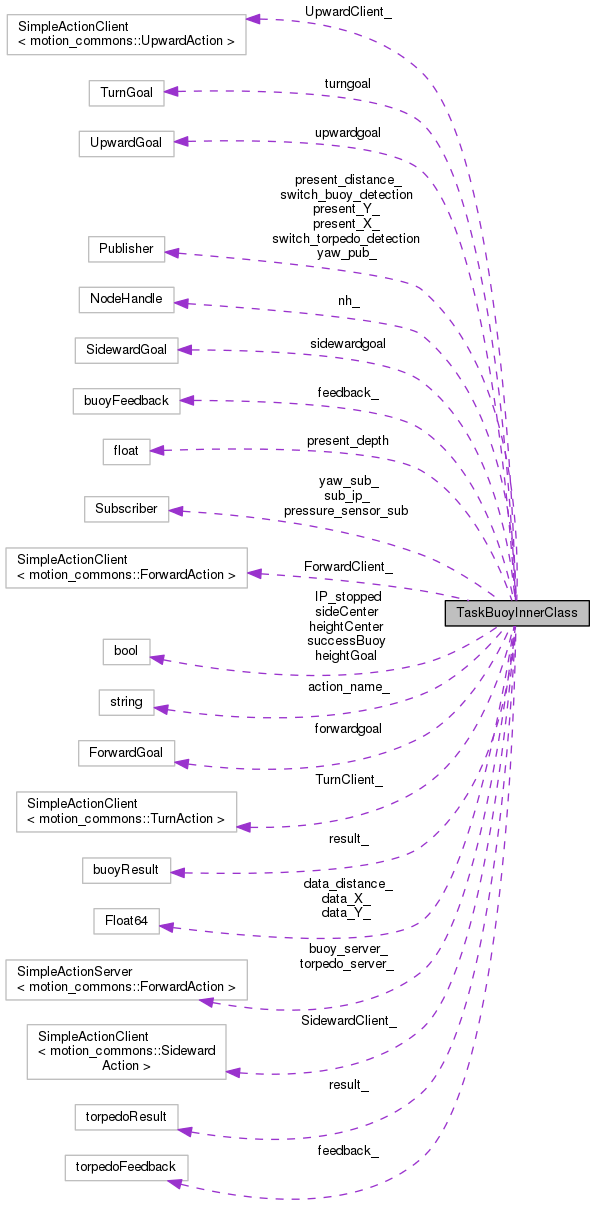 UpwardClient_
SimpleActionClient
< motion_commons::UpwardAction >
turngoal
TurnGoal
upwardgoal
UpwardGoal
present_distance_
switch_buoy_detection
present_Y_
present_X_
switch_torpedo_detection
yaw_pub_
Publisher
nh_
NodeHandle
sidewardgoal
SidewardGoal
feedback_
buoyFeedback
present_depth
float
yaw_sub_
sub_ip_
pressure_sensor_sub
Subscriber
ForwardClient_
SimpleActionClient
< motion_commons::ForwardAction >
TaskBuoyInnerClass
IP_stopped
sideCenter
heightCenter
successBuoy
heightGoal
bool
action_name_
string
forwardgoal
ForwardGoal
TurnClient_
SimpleActionClient
< motion_commons::TurnAction >
result_
buoyResult
data_distance_
data_X_
data_Y_
Float64
buoy_server_
torpedo_server_
SimpleActionServer
< motion_commons::ForwardAction >
SidewardClient_
SimpleActionClient
< motion_commons::Sideward
Action >
result_
torpedoResult
feedback_
torpedoFeedback